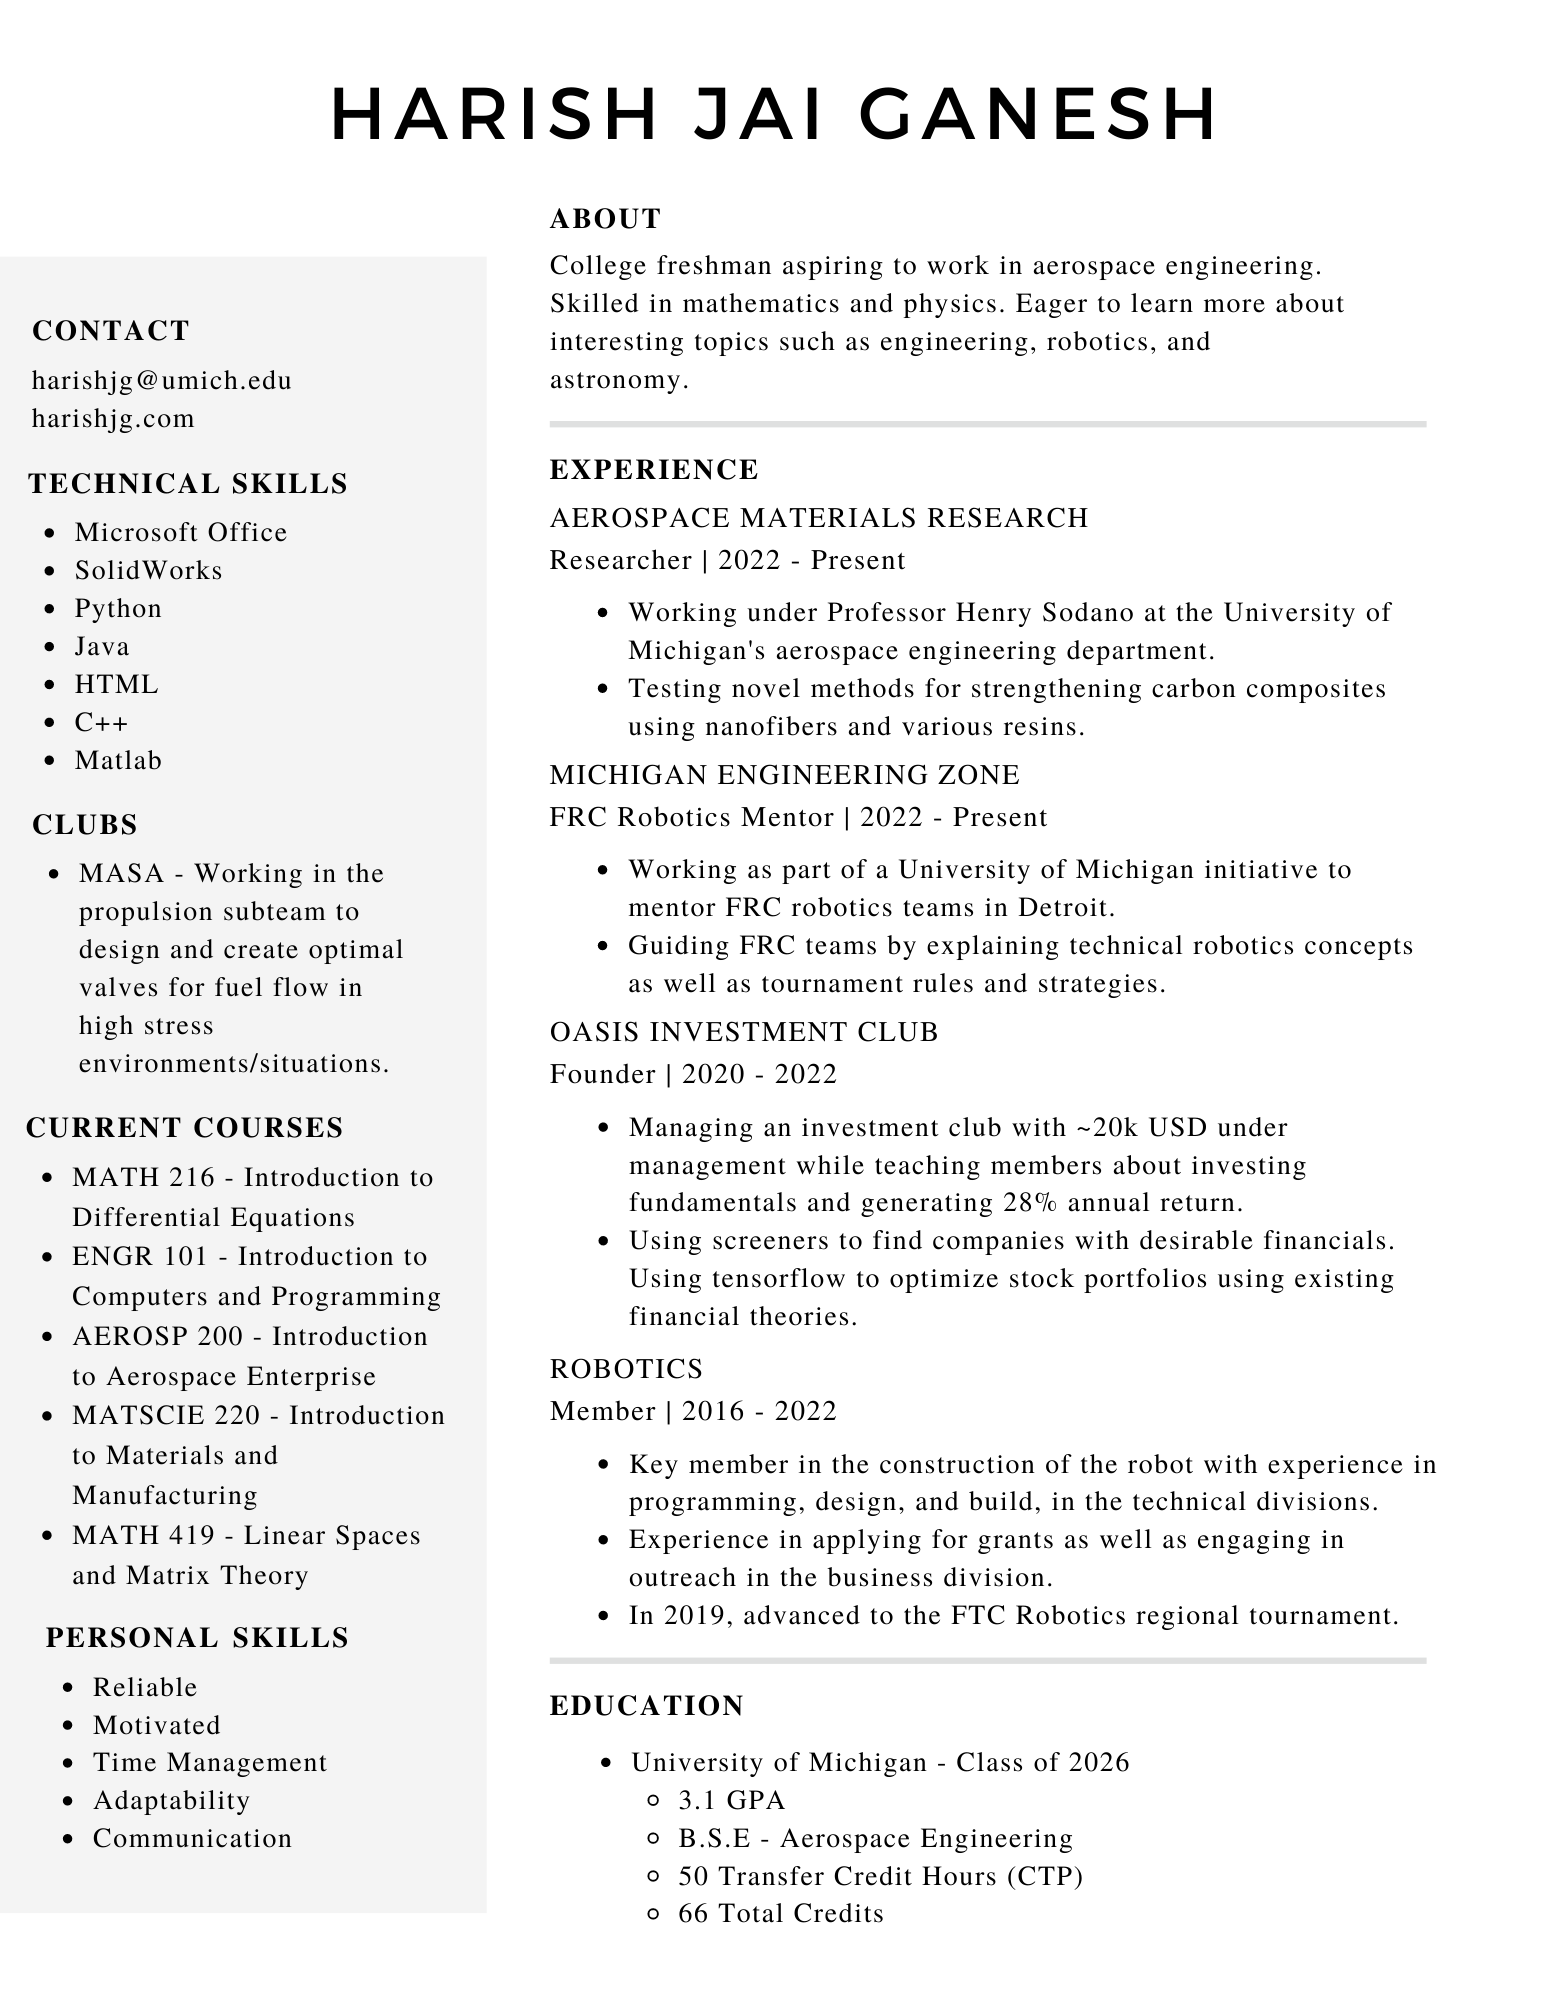 HARISH JAI GANESH
CONTACT
harishjg@umich.edu
harishjg.com
TECHNICAL SKILLS
Microsoft Office
SolidWorks
Python
Java
HTML
C++
Matlab
CLUBS
MASA - Working in the
propulsion subteam to
design and create optimal
valves for fuel flow in
high stress
environments/situations.
CURRENT COURSES
MATH 216 - Introduction to
Differential Equations
ENGR 101 - Introduction to
Computers and Programming
AEROSP 200 - Introduction
to Aerospace Enterprise
MATSCIE 220 - Introduction
to Materials and
Manufacturing
MATH 419 - Linear Spaces
and Matrix Theory
PERSONAL SKILLS
Reliable
Motivated
Time Management
Adaptability
Communication
ABOUT
College freshman aspiring to work in aerospace engineering.
Skilled in mathematics and physics. Eager to learn more about
interesting topics such as engineering, robotics, and
astronomy.
EXPERIENCE
AEROSPACE MATERIALS RESEARCH
Researcher | 2022 - Present
Working under Professor Henry Sodano at the University of
Michigan's aerospace engineering department.
Testing novel methods for strengthening carbon composites
using nanofibers and various resins.
MICHIGAN ENGINEERING ZONE
FRC Robotics Mentor | 2022 - Present
Working as part of a University of Michigan initiative to
mentor FRC robotics teams in Detroit.
Guiding FRC teams by explaining technical robotics concepts
as well as tournament rules and strategies.
OASIS INVESTMENT CLUB
Founder | 2020 - 2022
Managing an investment club with ~20k USD under
management while teaching members about investing
fundamentals and generating 28% annual return.
Using screeners to find companies with desirable financials.
Using tensorflow to optimize stock portfolios using existing
financial theories.
ROBOTICS
Member | 2016 - 2022
Key member in the construction of the robot with experience in
programming, design, and build, in the technical divisions.
Experience in applying for grants as well as engaging in
outreach in the business division.
In 2019, advanced to the FTC Robotics regional tournament.
EDUCATION
University of Michigan - Class of 2026
3.1 GPA
B.S.E - Aerospace Engineering
50 Transfer Credit Hours (CTP)
66 Total Credits